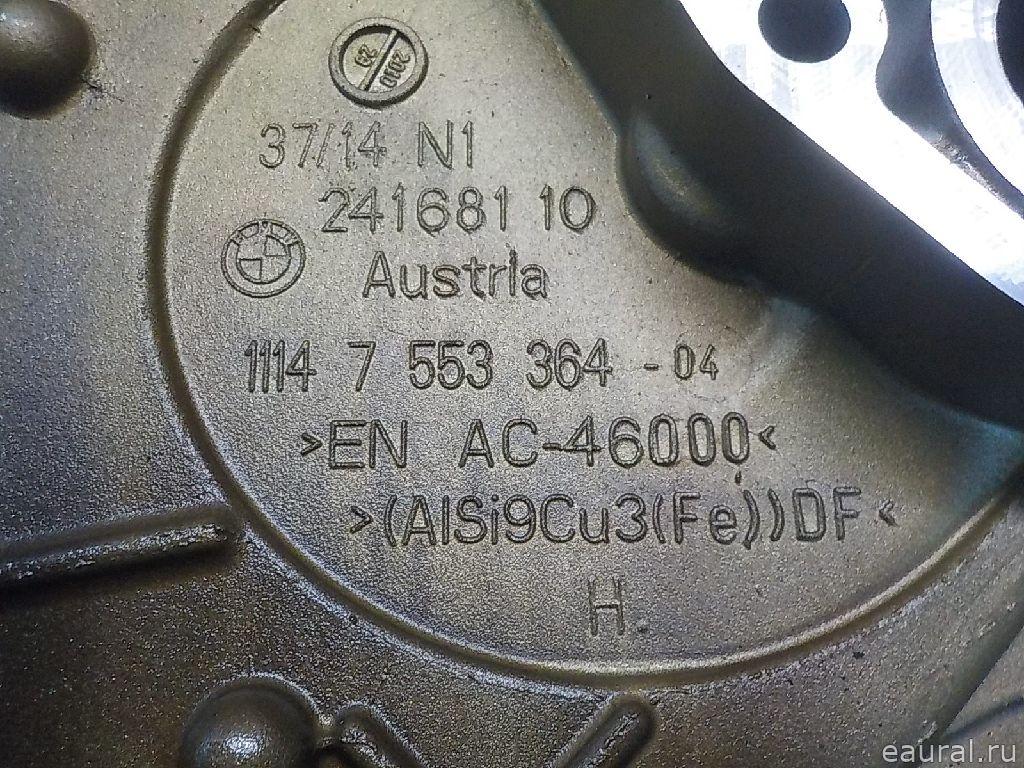 37/14 N1
241681 10
Austria
1114 7 553 364 - 04
>EN AC-46000<
>(AlSi9Cu3(Fe))DF<
H.
eaural.ru